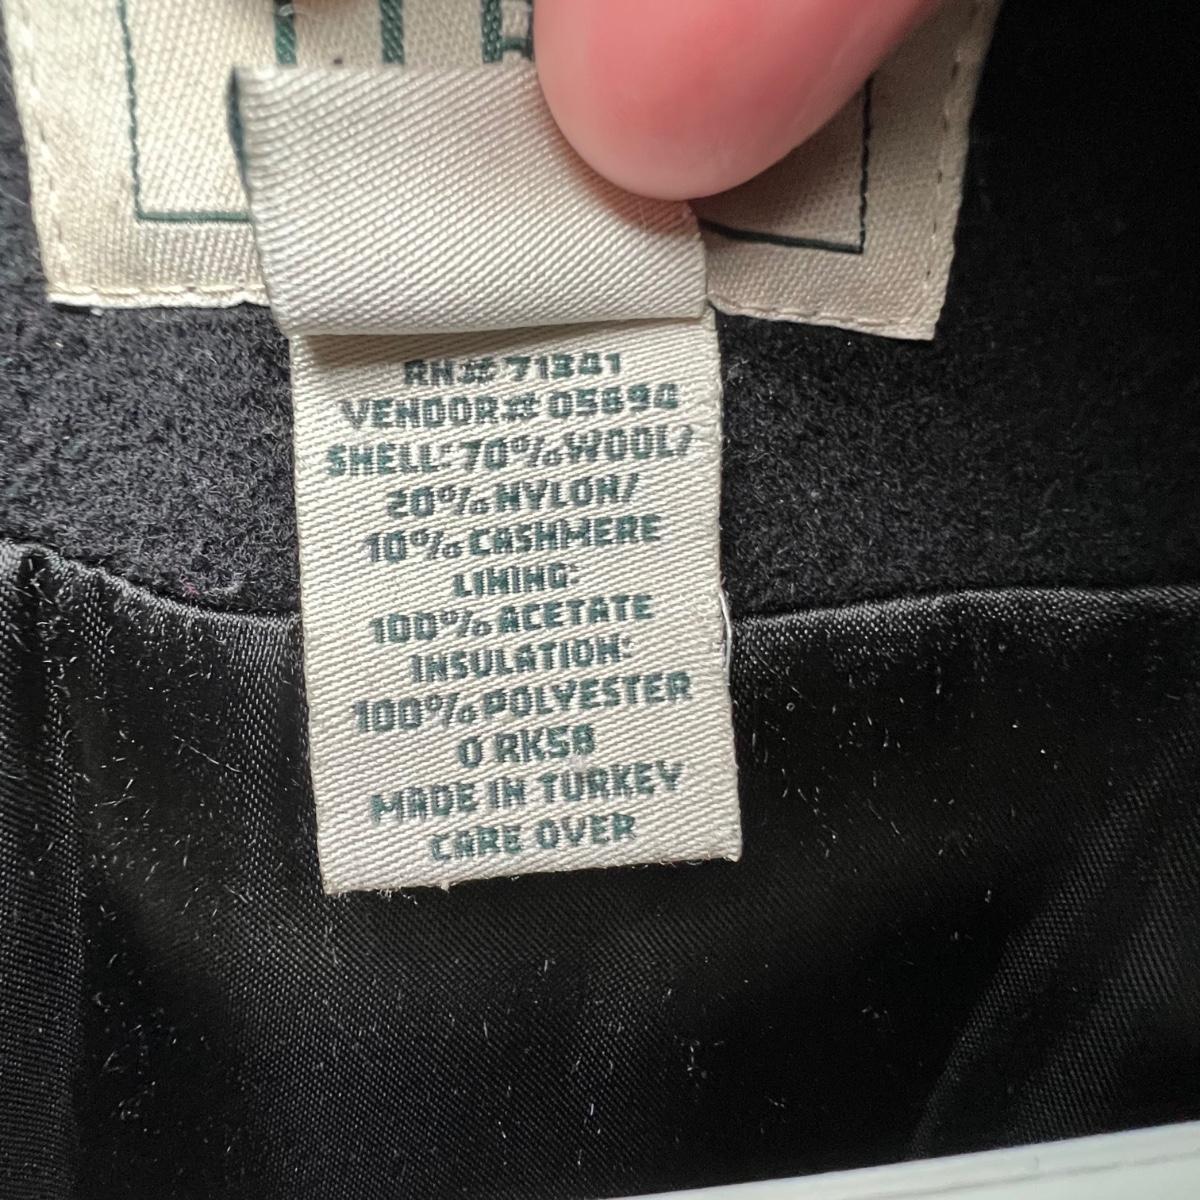 RN# 71341
VENDOR# 05694
SHELL: 70% WOOL/
20% NYLON/
10% CASHMERE
LINING:
100% ACETATE
INSULATION:
100% POLYESTER
0 RK58
MADE IN TURKEY
CARE OVER